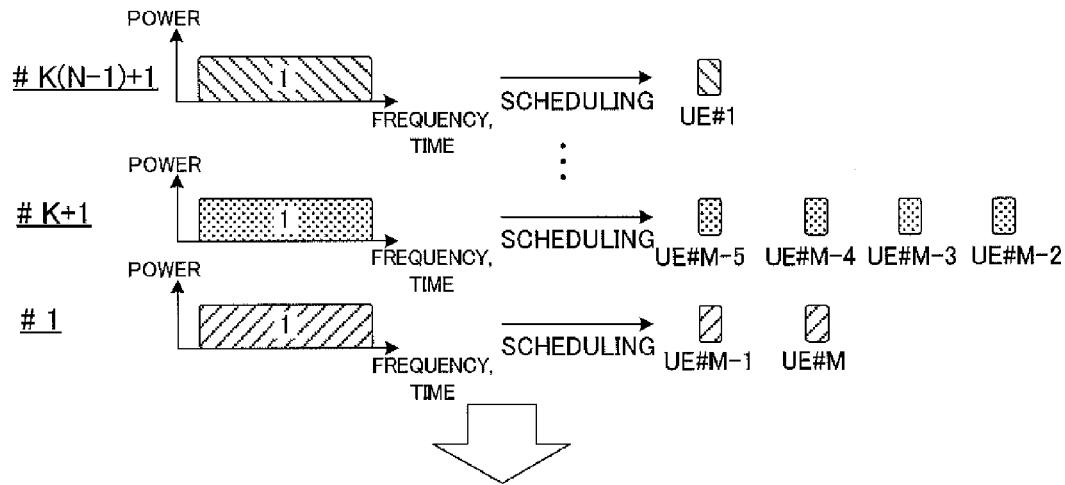 POWER
# K(N-1)+1
1
SCHEDULING
UE#1
FREQUENCY,
TIME
POWER
# K+1
1
SCHEDULING
UE#M-5 UE#M-4 UE#M-3 UE#M-2
FREQUENCY,
TIME
POWER
# 1
1
SCHEDULING
UE#M-1 UE#M
FREQUENCY,
TIME